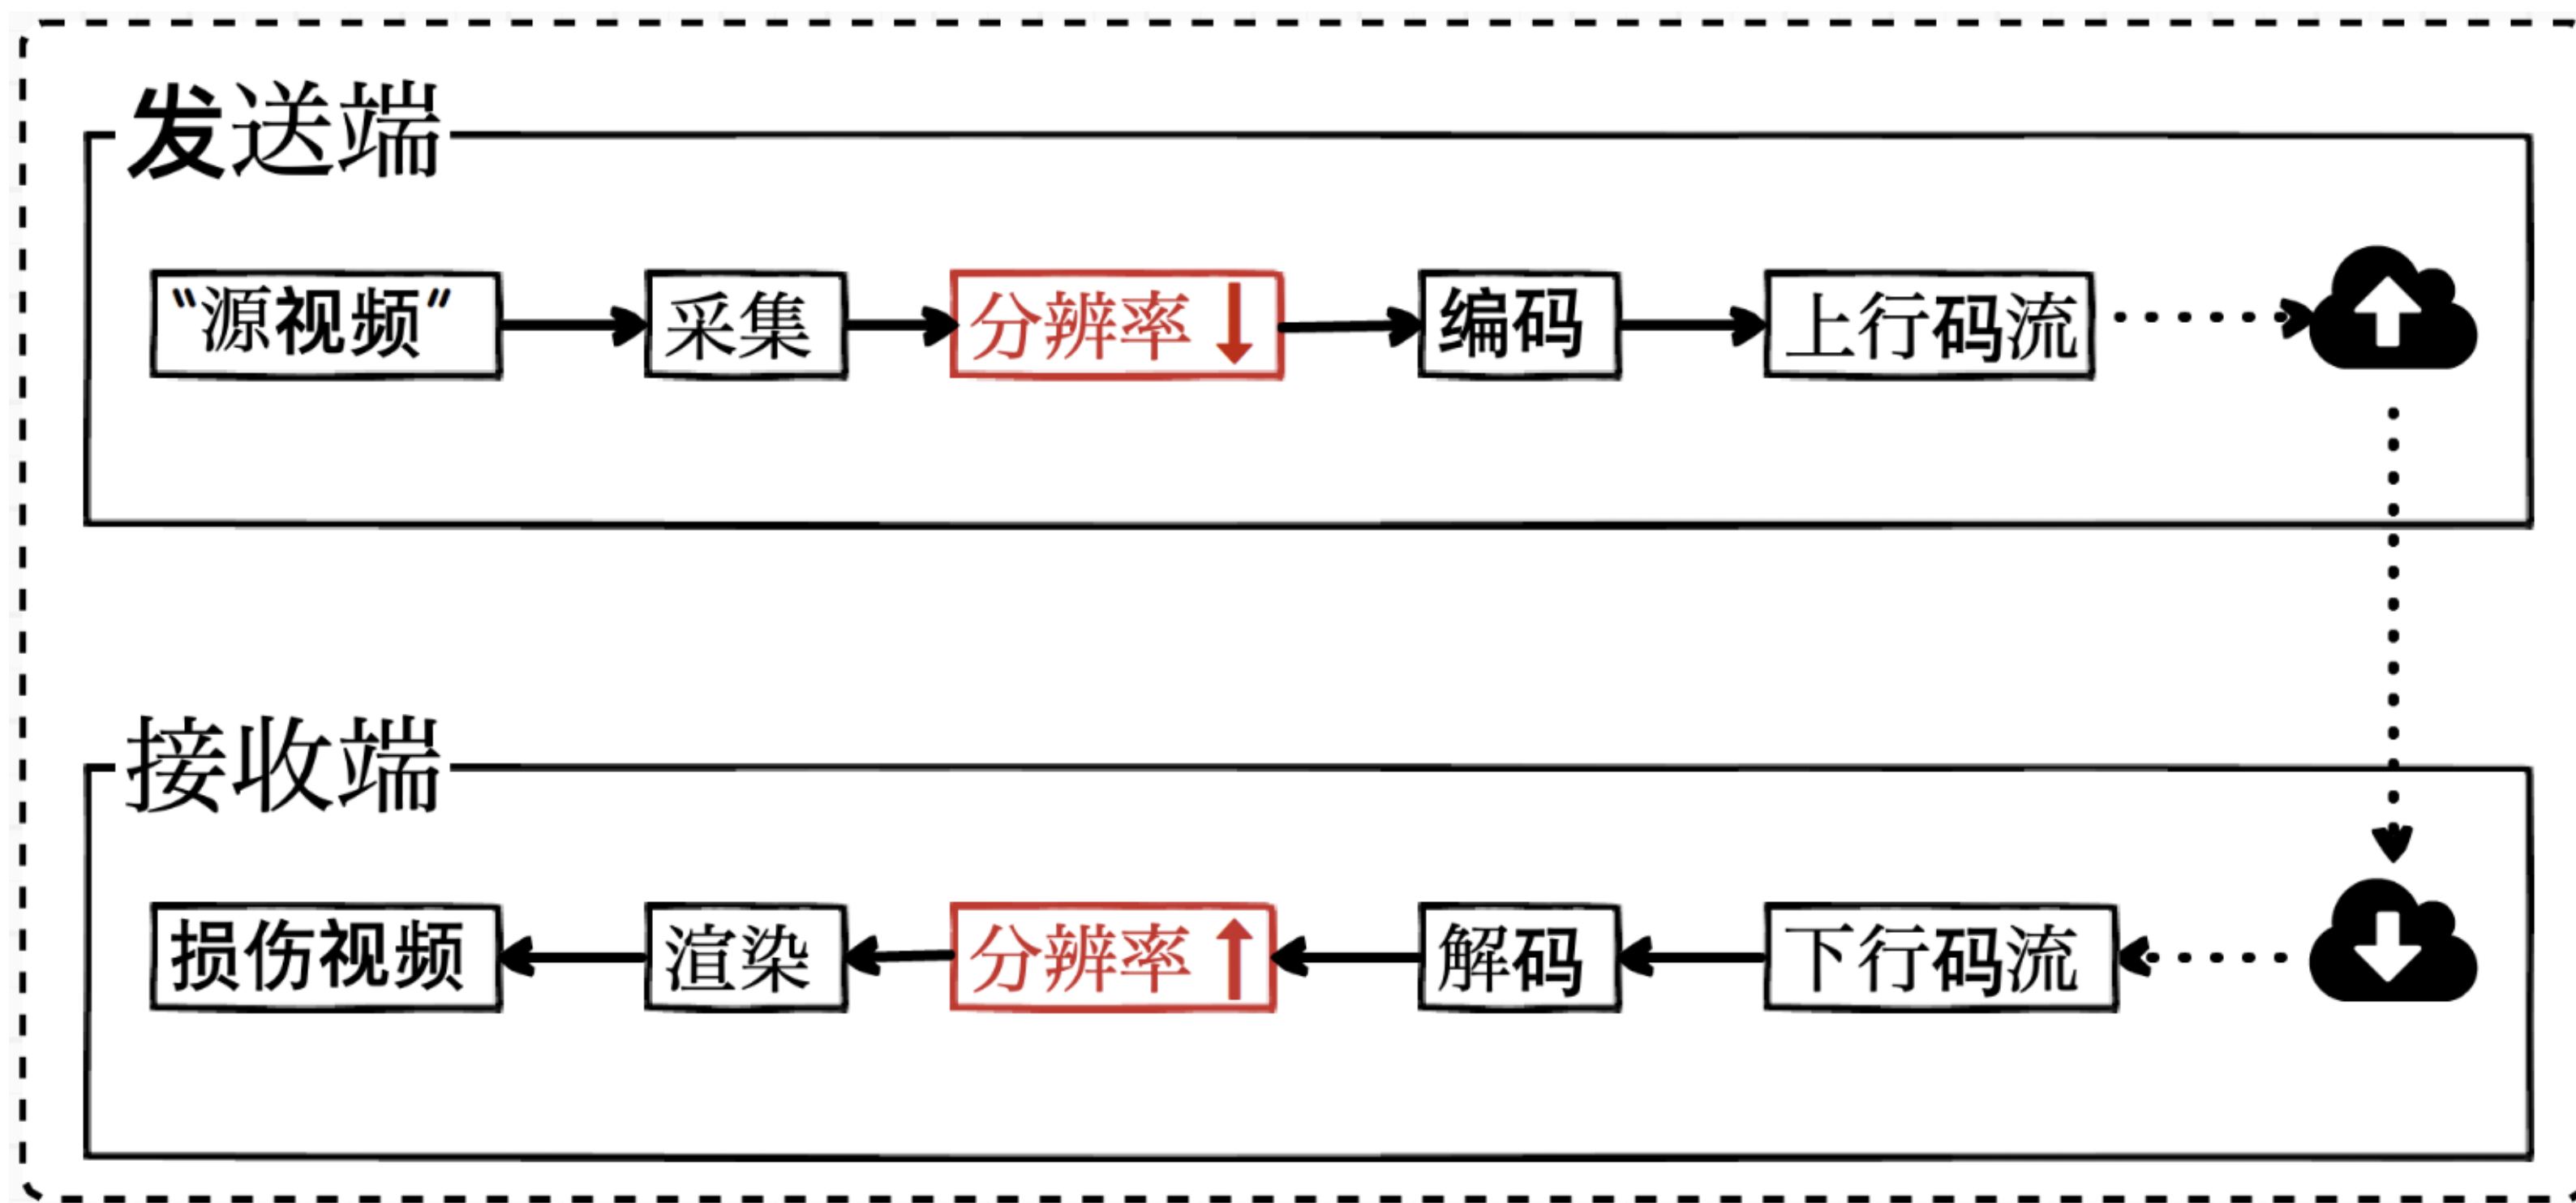 发送端
“源视频” 采集 分辨率 ↓ 编码 上行码流
接收端
损伤视频 渲染 分辨率 ↑ 解码 下行码流